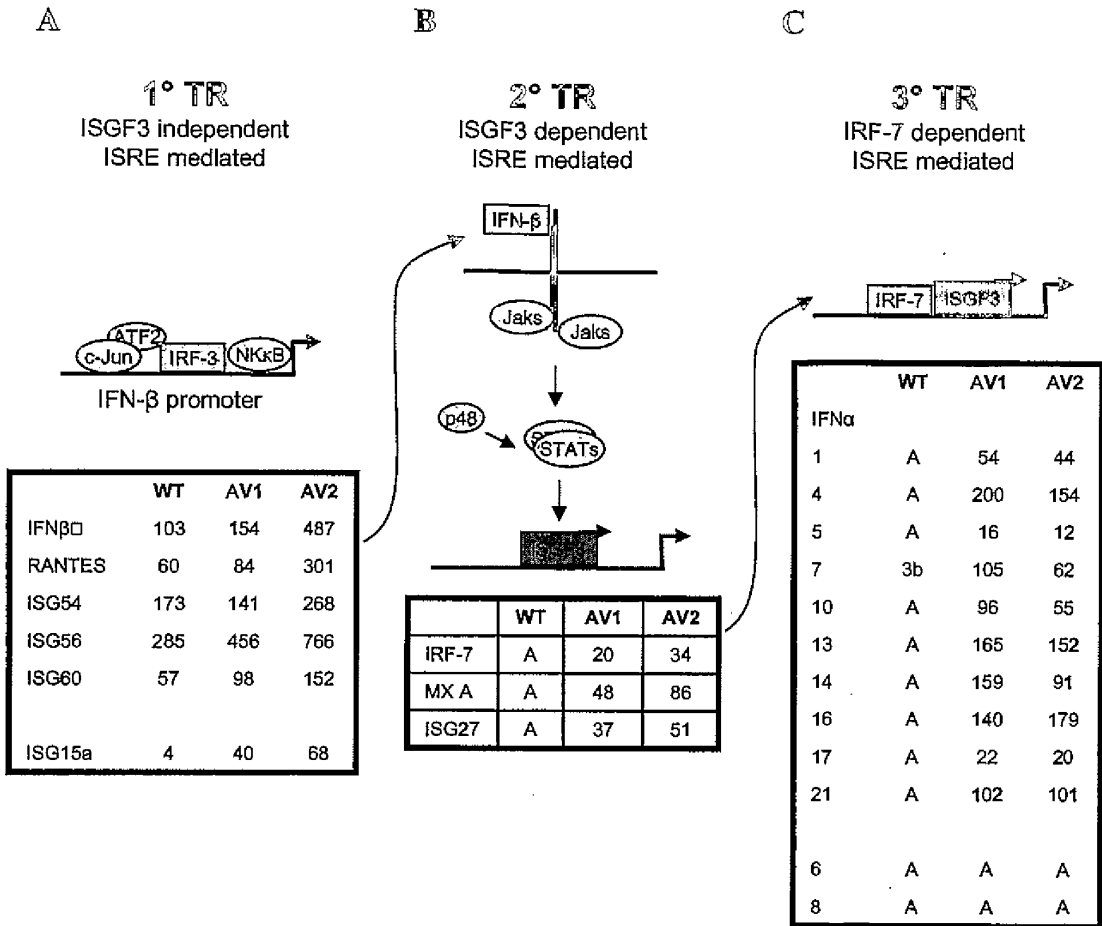 A
1° TR
ISGF3 independent
ISRE mediated
ATF2
c-Jun
IRF-3
NKκB
IFN-β promoter
WT AV1 AV2
IFNβ□ 103 154 487
RANTES 60 84 301
ISG54 173 141 268
ISG56 285 456 766
ISG60 57 98 152
ISG15a 4 40 68
B
2° TR
ISGF3 dependent
ISRE mediated
IFN-β
Jaks
Jaks
p48
STATs
WT AV1 AV2
IRF-7 A 20 34
MX A A 48 86
ISG27 A 37 51
C
3° TR
IRF-7 dependent
ISRE mediated
IRF-7
ISGF3
WT AV1 AV2
IFNα
1 A 54 44
4 A 200 154
5 A 16 12
7 3b 105 62
10 A 96 55
13 A 165 152
14 A 159 91
16 A 140 179
17 A 22 20
21 A 102 101
6 A A A
8 A A A